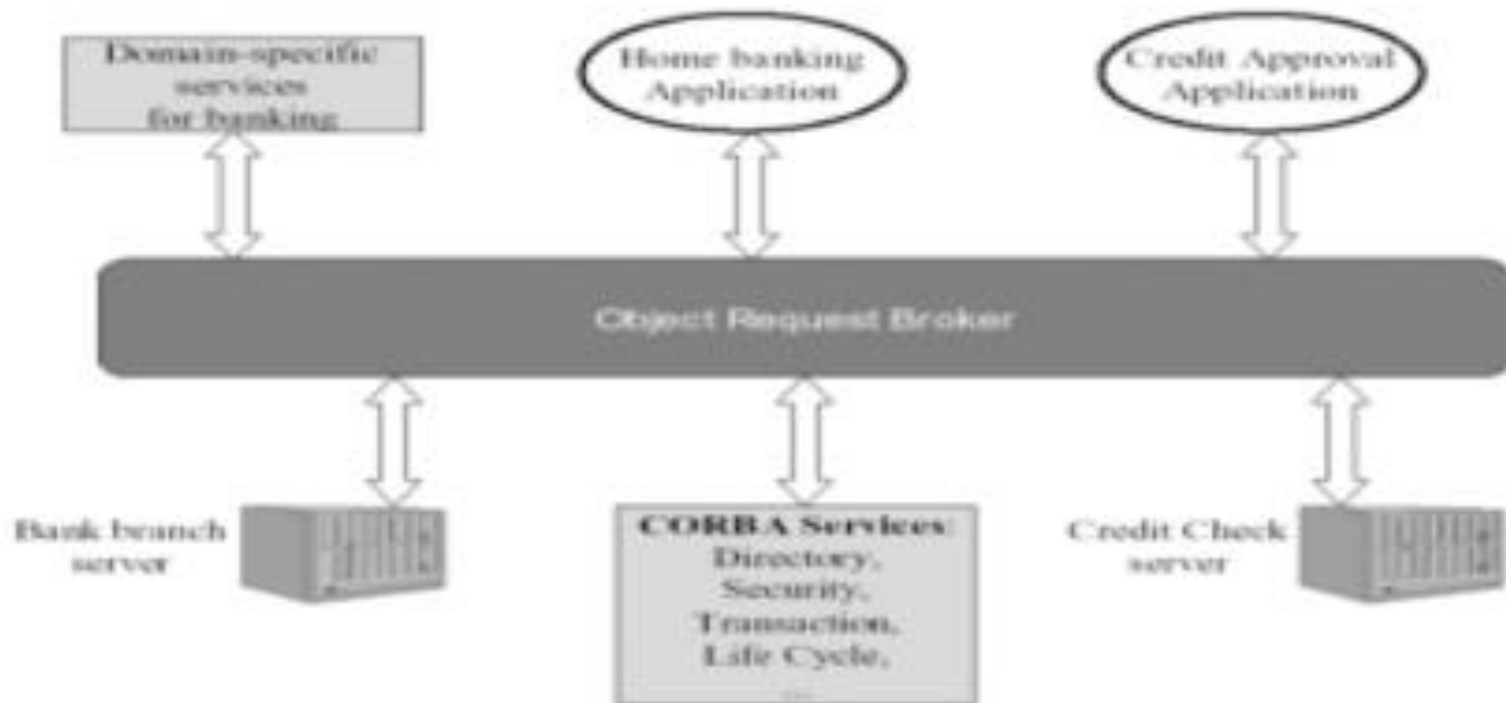 Domain-specific
services
for banking
Home banking
Application
Credit Approval
Application
Object Request Broker
Bank branch
server
CORBA Services
Directory,
Security,
Transaction,
Life Cycle,
...
Credit Check
server